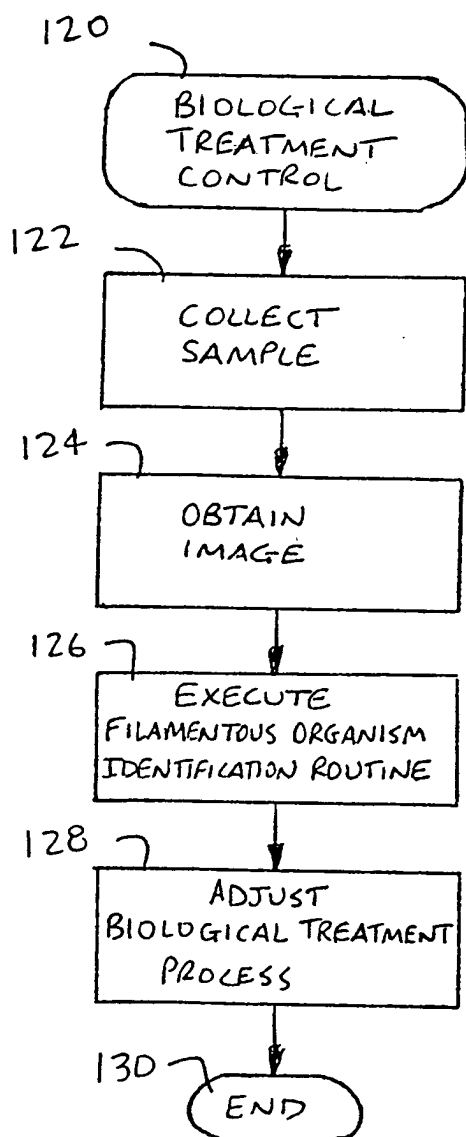 120
BIOLOGICAL
TREATMENT
CONTROL
122
COLLECT
SAMPLE
124
OBTAIN
IMAGE
126
EXECUTE
FILAMENTOUS ORGANISM
IDENTIFICATION ROUTINE
128
ADJUST
BIOLOGICAL TREATMENT
PROCESS
130
END